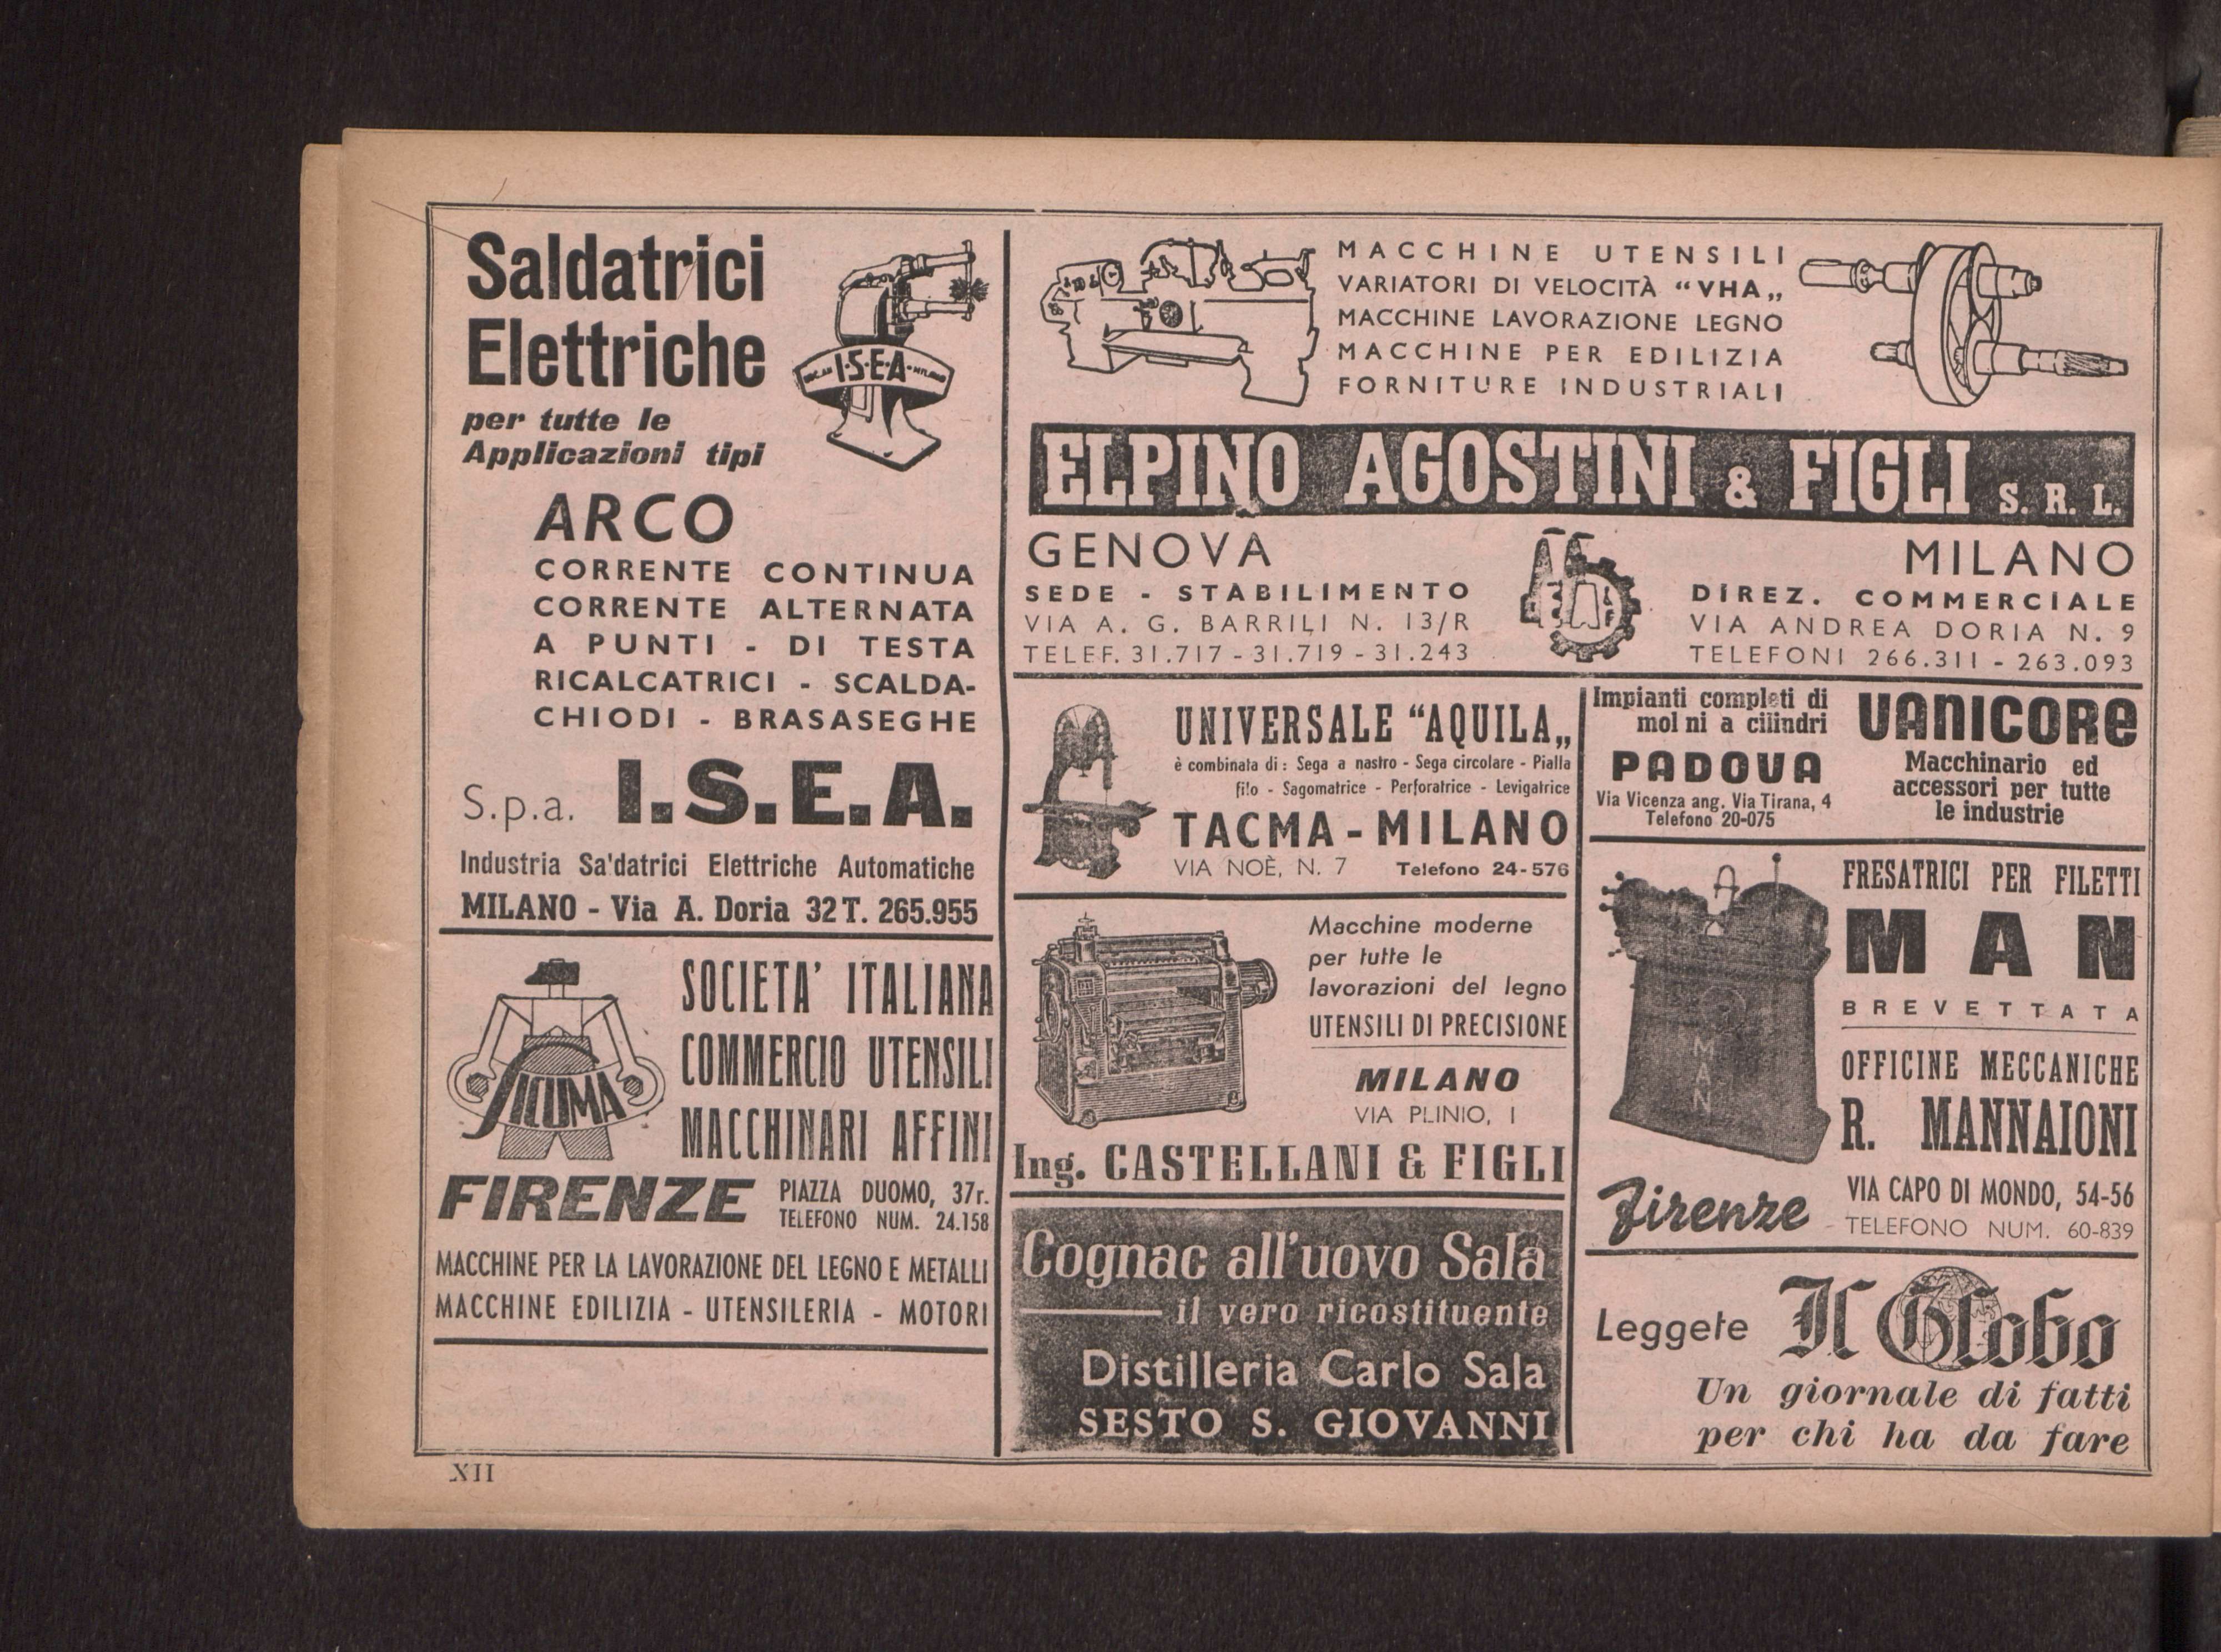 Saldatrici
Elettriche
per tutte le
Applicazioni tipi
I·S·E·A·
ARCO
CORRENTE CONTINUA
CORRENTE ALTERNATA
A PUNTI - DI TESTA
RICALCATRICI - SCALDA-
CHIODI - BRASASEGHE
S.p.a. I.S.E.A.
Industria Sa'datrici Elettriche Automatiche
MILANO - Via A. Doria 32 T. 265.955
SICUMA
SOCIETA' ITALIANA
COMMERCIO UTENSILI
MACCHINARI AFFINI
FIRENZE PIAZZA DUOMO, 37r.
TELEFONO NUM. 24.158
MACCHINE PER LA LAVORAZIONE DEL LEGNO E METALLI
MACCHINE EDILIZIA - UTENSILERIA - MOTORI
MACCHINE UTENSILI
VARIATORI DI VELOCITÀ “VHA„
MACCHINE LAVORAZIONE LEGNO
MACCHINE PER EDILIZIA
FORNITURE INDUSTRIALI
ELPINO AGOSTINI & FIGLI S. R. L.
GENOVA
SEDE - STABILIMENTO
VIA A. G. BARRILI N. 13/R
TELEF. 31.717 - 31.719 - 31.243
MILANO
DIREZ. COMMERCIALE
VIA ANDREA DORIA N. 9
TELEFONI 266.311 - 263.093
UNIVERSALE “AQUILA„
è combinata di : Sega a nastro - Sega circolare - Pialla
filo - Sagomatrice - Perforatrice - Levigatrice
TACMA - MILANO
VIA NOÈ, N. 7 Telefono 24-576
Impianti completi di
mol ni a cilindri
PADOVA
Via Vicenza ang. Via Tirana, 4
Telefono 20-075
VANICORE
Macchinario ed
accessori per tutte
le industrie
Macchine moderne
per tutte le
lavorazioni del legno
UTENSILI DI PRECISIONE
MILANO
VIA PLINIO, 1
Ing. CASTELLANI & FIGLI
MAN
FRESATRICI PER FILETTI
MAN
BREVETTATA
OFFICINE MECCANICHE
R. MANNAIONI
Firenze VIA CAPO DI MONDO, 54-56
TELEFONO NUM. 60-839
Cognac all'uovo Sala
il vero ricostituente
Distilleria Carlo Sala
SESTO S. GIOVANNI
Leggete Il Globo
Un giornale di fatti
per chi ha da fare
XII